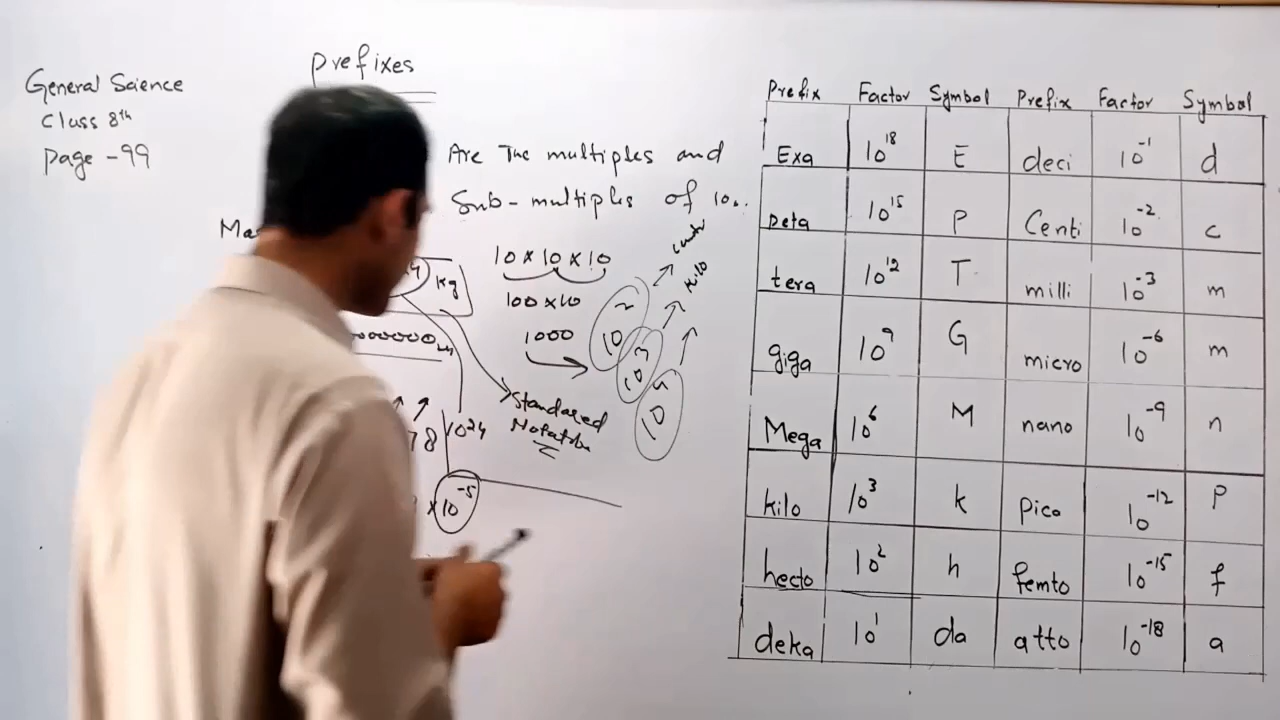 Prefixes
General Science
Class 8th
Page - 99
Are The multiples and
Sub-multiples of 10.
10 x 10 x 10
100 x 10
1000
10²
10³ Kilo
10
Kg
Standared
Notation
78 10²⁴
x 10⁻⁵
Prefix Factor Symbol Prefix Factor Symbol
Exa 10¹⁸ E deci 10⁻¹ d
peta 10¹⁵ P Centi 10⁻² c
tera 10¹² T milli 10⁻³ m
giga 10⁹ G micro 10⁻⁶ m
Mega 10⁶ M nano 10⁻⁹ n
kilo 10³ k pico 10⁻¹² P
hecto 10² h femto 10⁻¹⁵ f
deka 10¹ da atto 10⁻¹⁸ a